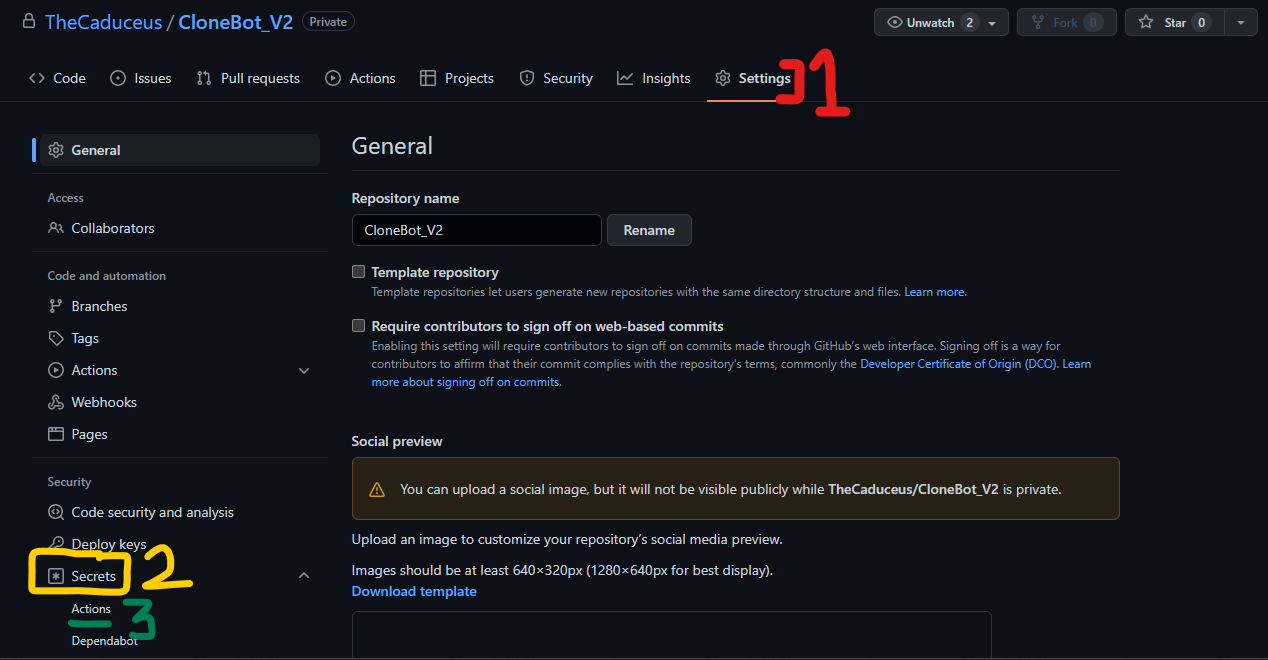 TheCaduceus / CloneBot_V2 Private
Unwatch 2 Fork 0 Star 0
Code Issues Pull requests Actions Projects Security Insights Settings 1
General
Access
Collaborators
Code and automation
Branches
Tags
Actions
Webhooks
Pages
Security
Code security and analysis
Deploy keys
Secrets 2
Actions 3
Dependabot
General
Repository name
CloneBot_V2 Rename
Template repository
Template repositories let users generate new repositories with the same directory structure and files. Learn more.
Require contributors to sign off on web-based commits
Enabling this setting will require contributors to sign off on commits made through GitHub's web interface. Signing off is a way for
contributors to affirm that their commit complies with the repository's terms, commonly the Developer Certificate of Origin (DCO). Learn
more about signing off on commits.
Social preview
You can upload a social image, but it will not be visible publicly while TheCaduceus/CloneBot_V2 is private.
Upload an image to customize your repository's social media preview.
Images should be at least 640×320px (1280×640px for best display).
Download template